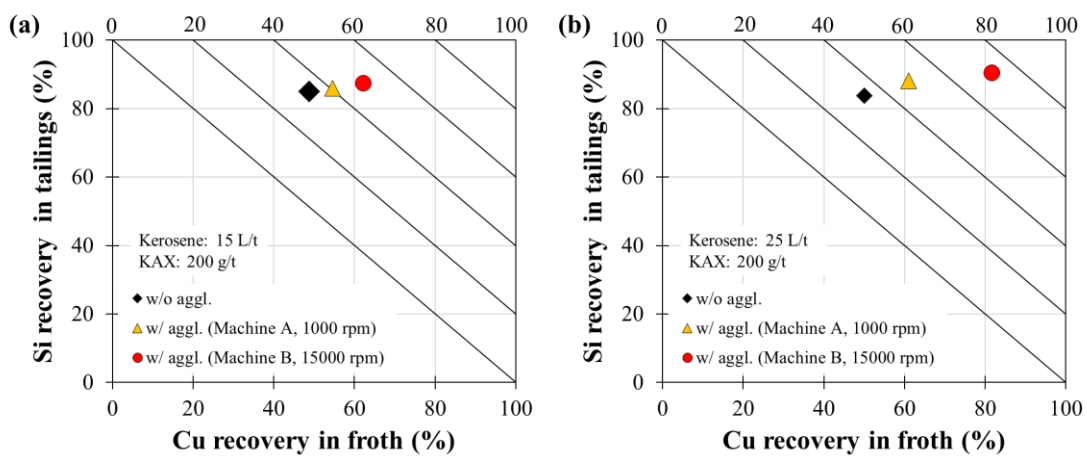 (a)
0 20 40 60 80 100
100
80
60
40
20
0
Si recovery in tailings (%)
Kerosene: 15 L/t
KAX: 200 g/t
w/o aggl.
w/ aggl. (Machine A, 1000 rpm)
w/ aggl. (Machine B, 15000 rpm)
0 20 40 60 80 100
Cu recovery in froth (%)
(b)
0 20 40 60 80 100
100
80
60
40
20
0
Si recovery in tailings (%)
Kerosene: 25 L/t
KAX: 200 g/t
w/o aggl.
w/ aggl. (Machine A, 1000 rpm)
w/ aggl. (Machine B, 15000 rpm)
0 20 40 60 80 100
Cu recovery in froth (%)